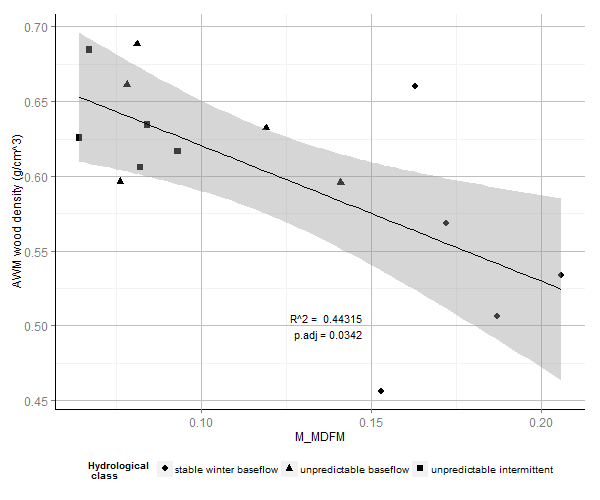 0.70
0.65
0.60
0.55
0.50
0.45
AWM wood density (g/cm^3)
R^2 = 0.44315
p.adj = 0.0342
0.10 0.15 0.20
M_MDFM
Hydrological
class
stable winter baseflow unpredictable baseflow unpredictable intermittent